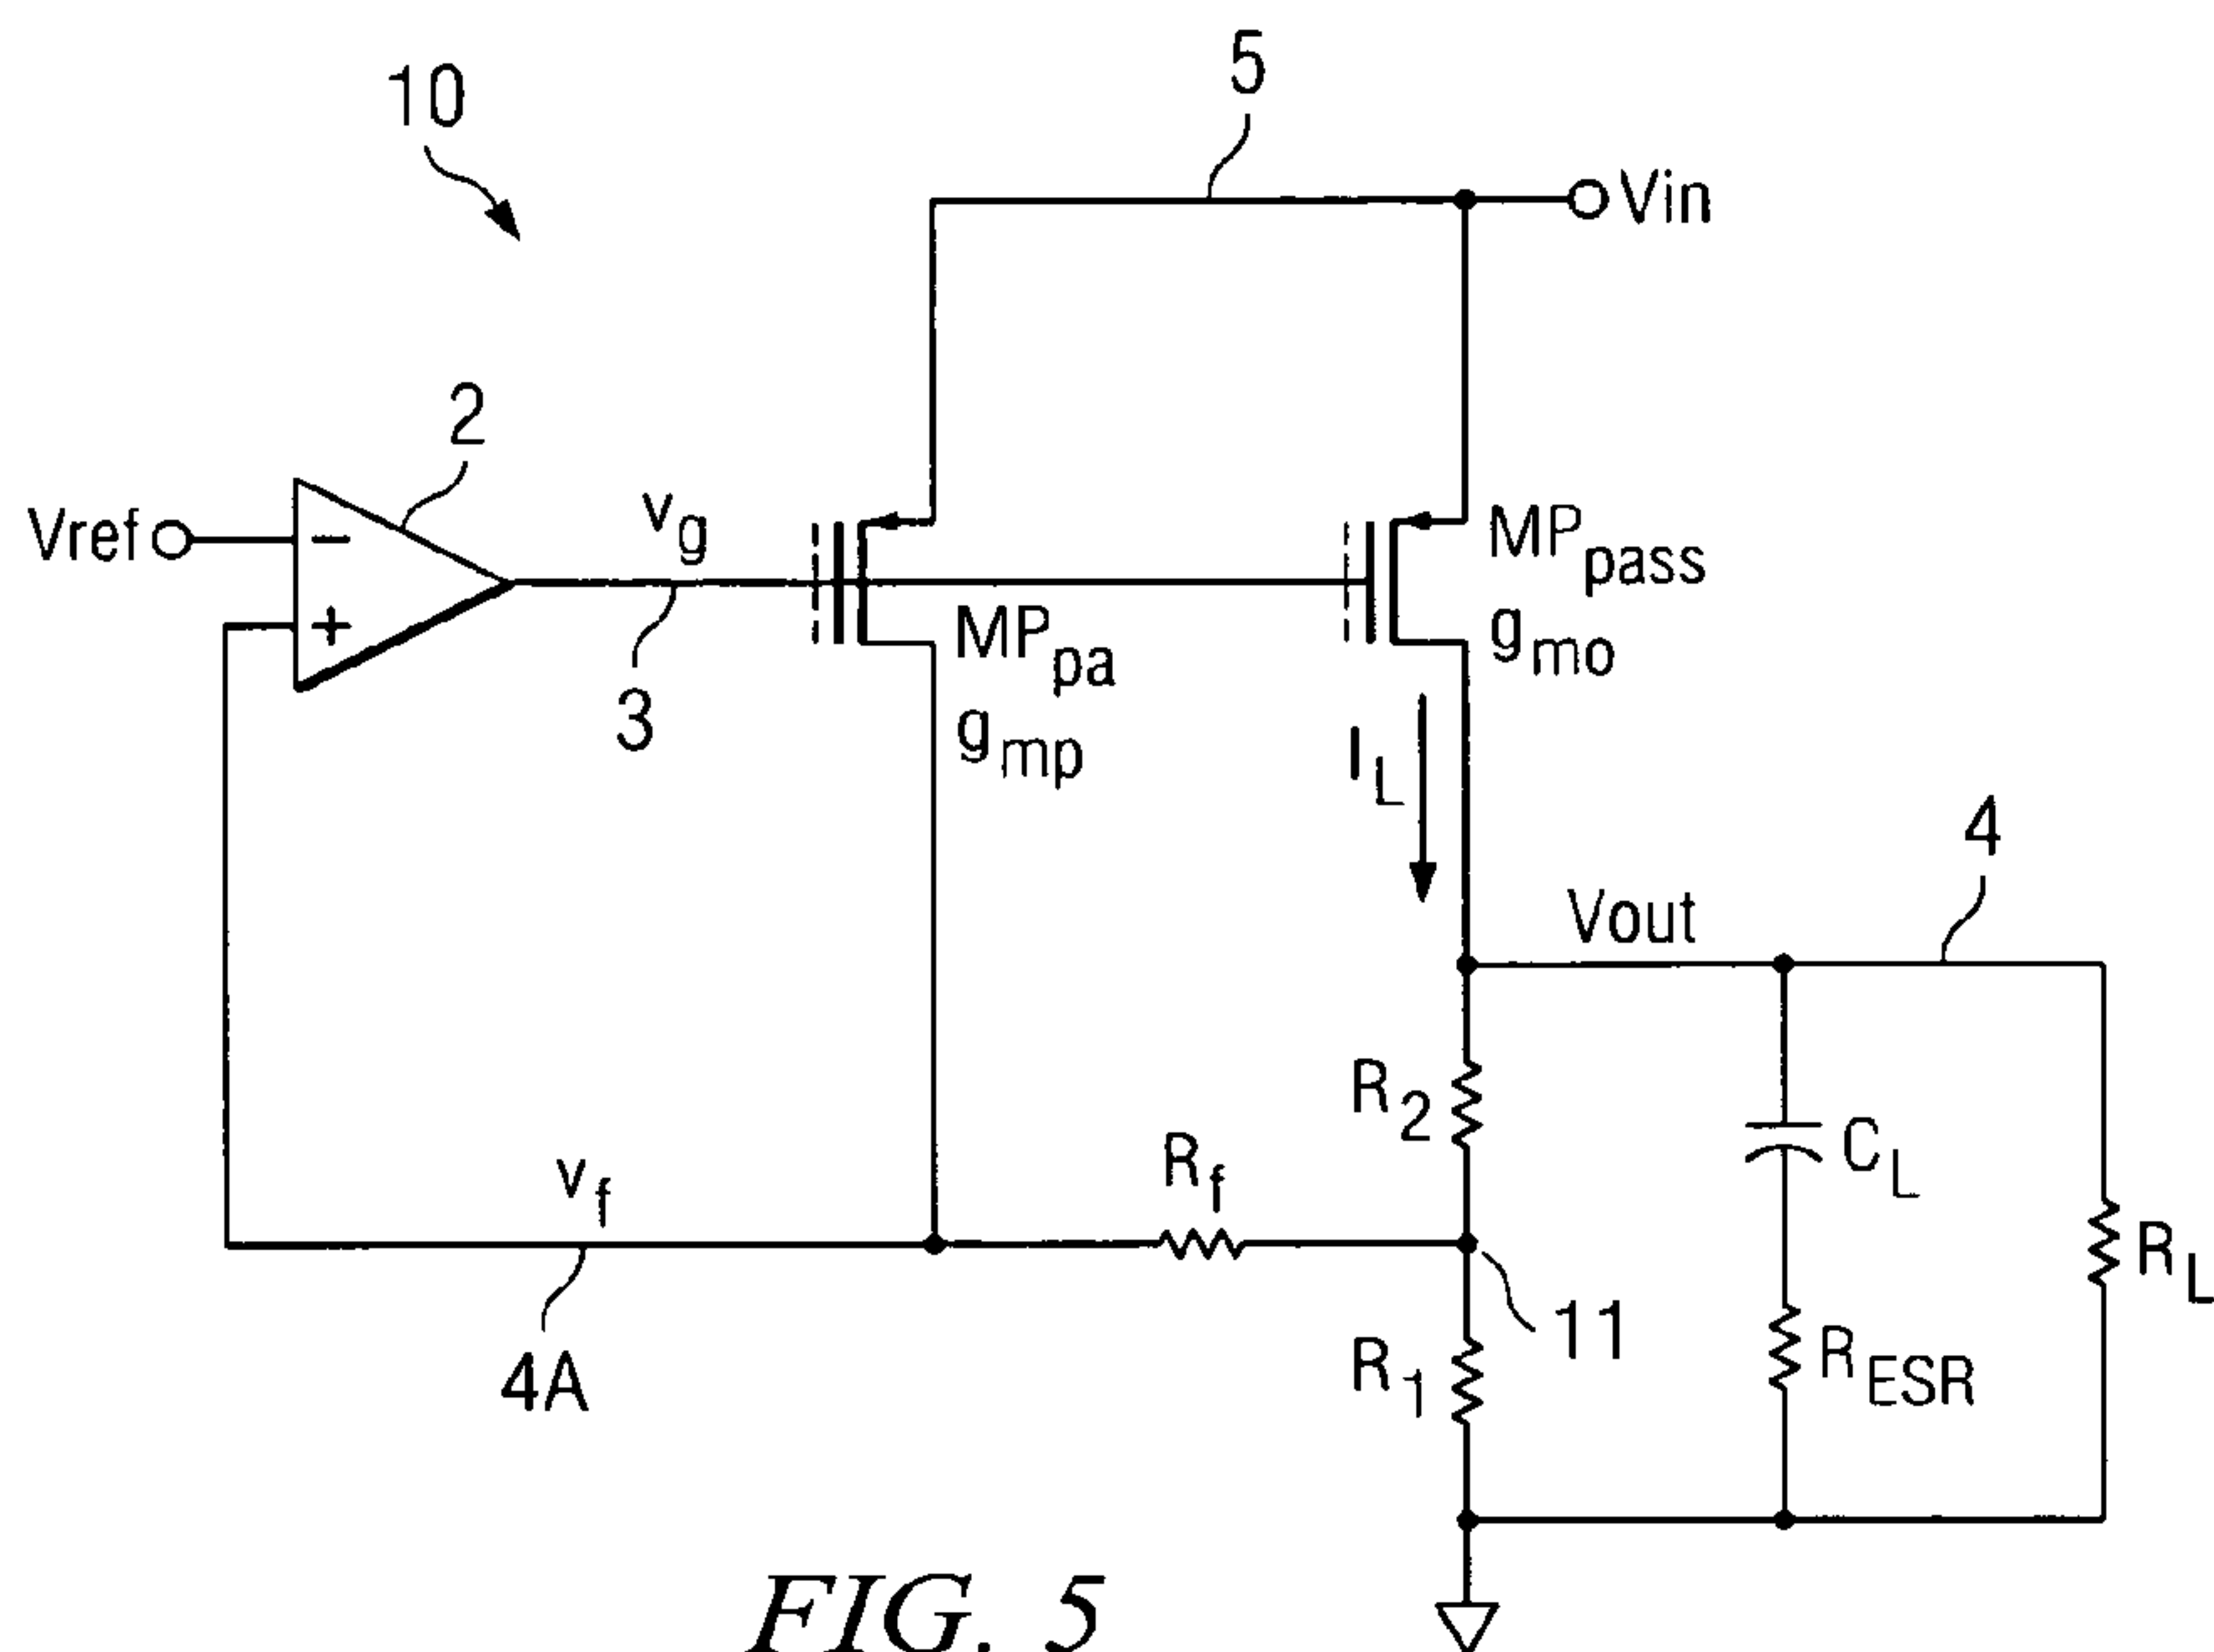 10
5
Vin
2
Vref
−
+
vg
3
MPpa
gmp
MPpass
gmo
IL
Vout
4
R2
CL
Rf
vf
4A
11
R1
RESR
RL
FIG. 5